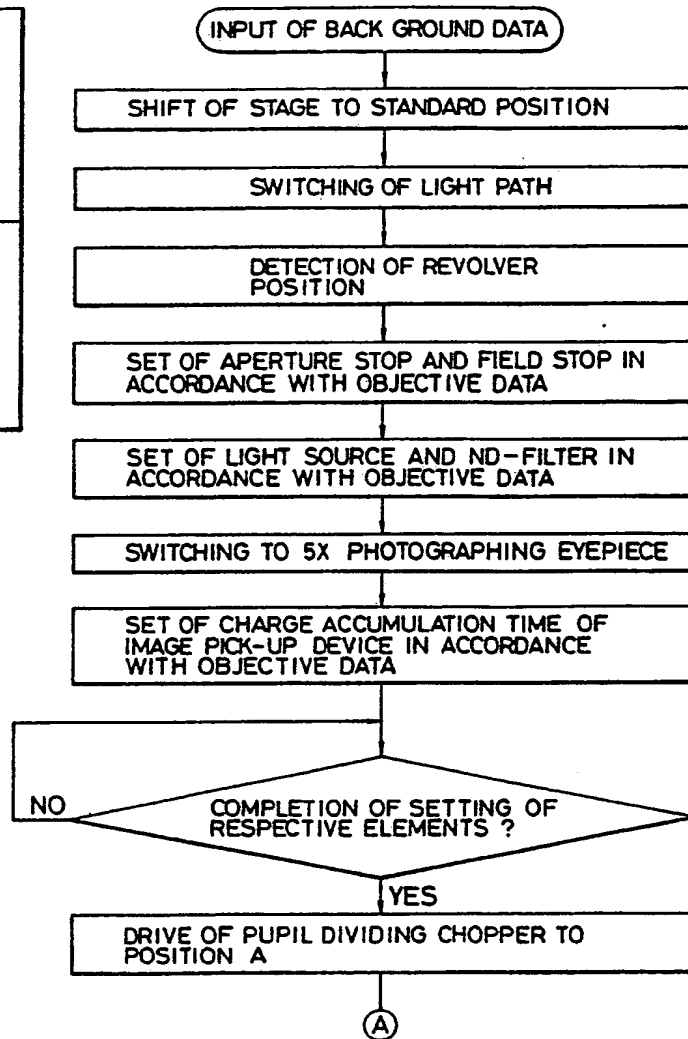 INPUT OF BACK GROUND DATA
SHIFT OF STAGE TO STANDARD POSITION
SWITCHING OF LIGHT PATH
DETECTION OF REVOLVER
POSITION
SET OF APERTURE STOP AND FIELD STOP IN
ACCORDANCE WITH OBJECTIVE DATA
SET OF LIGHT SOURCE AND ND-FILTER IN
ACCORDANCE WITH OBJECTIVE DATA
SWITCHING TO 5X PHOTOGRAPHING EYEPIECE
SET OF CHARGE ACCUMULATION TIME OF
IMAGE PICK-UP DEVICE IN ACCORDANCE
WITH OBJECTIVE DATA
NO
COMPLETION OF SETTING OF
RESPECTIVE ELEMENTS ?
YES
DRIVE OF PUPIL DIVIDING CHOPPER TO
POSITION A
A